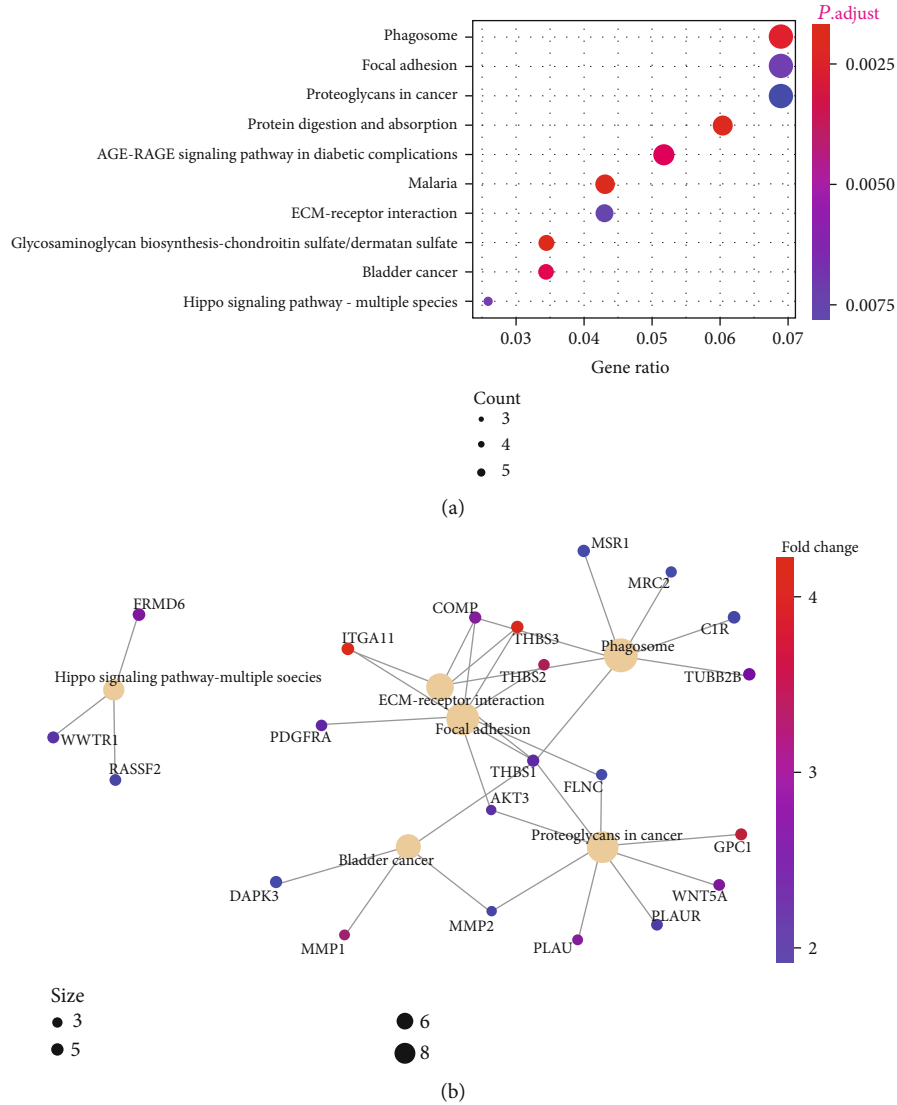 P.adjust
Phagosome
Focal adhesion
Proteoglycans in cancer
Protein digestion and absorption
AGE-RAGE signaling pathway in diabetic complications
Malaria
ECM-receptor interaction
Glycosaminoglycan biosynthesis-chondroitin sulfate/dermatan sulfate
Bladder cancer
Hippo signaling pathway - multiple species
0.0025
0.0050
0.0075
0.03 0.04 0.05 0.06 0.07
Gene ratio
Count
3
4
5
(a)
Fold change
4
3
2
MSR1
MRC2
C1R
TUBB2B
Phagosome
FRMD6
COMP
THBS3
ITGA11
THBS2
Hippo signaling pathway-multiple soecies
ECM-receptor interaction
Focal adhesion
PDGFRA
WWTR1
RASSF2
THBS1
FLNC
AKT3
Proteoglycans in cancer
GPC1
Bladder cancer
DAPK3
WNT5A
PLAUR
MMP2
MMP1
PLAU
Size
3
5
6
8
(b)